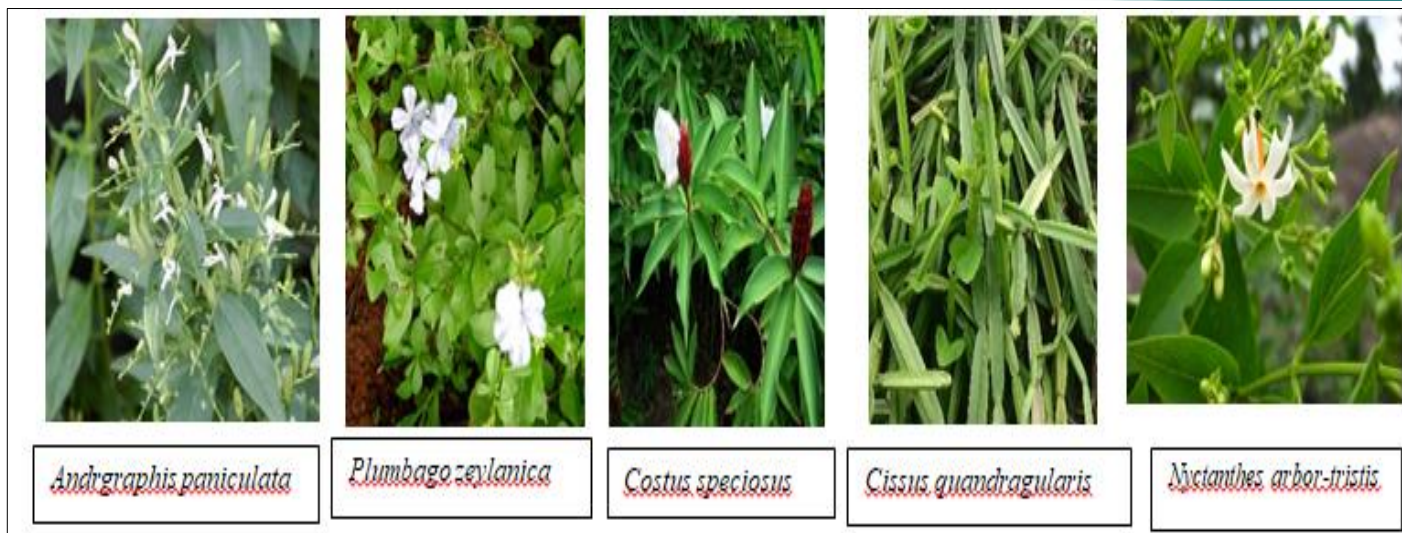 Andrgraphis paniculata
Plumbago zeylanica
Costus speciosus
Cissus quandragularis
Nyctanthes arbor-tristis